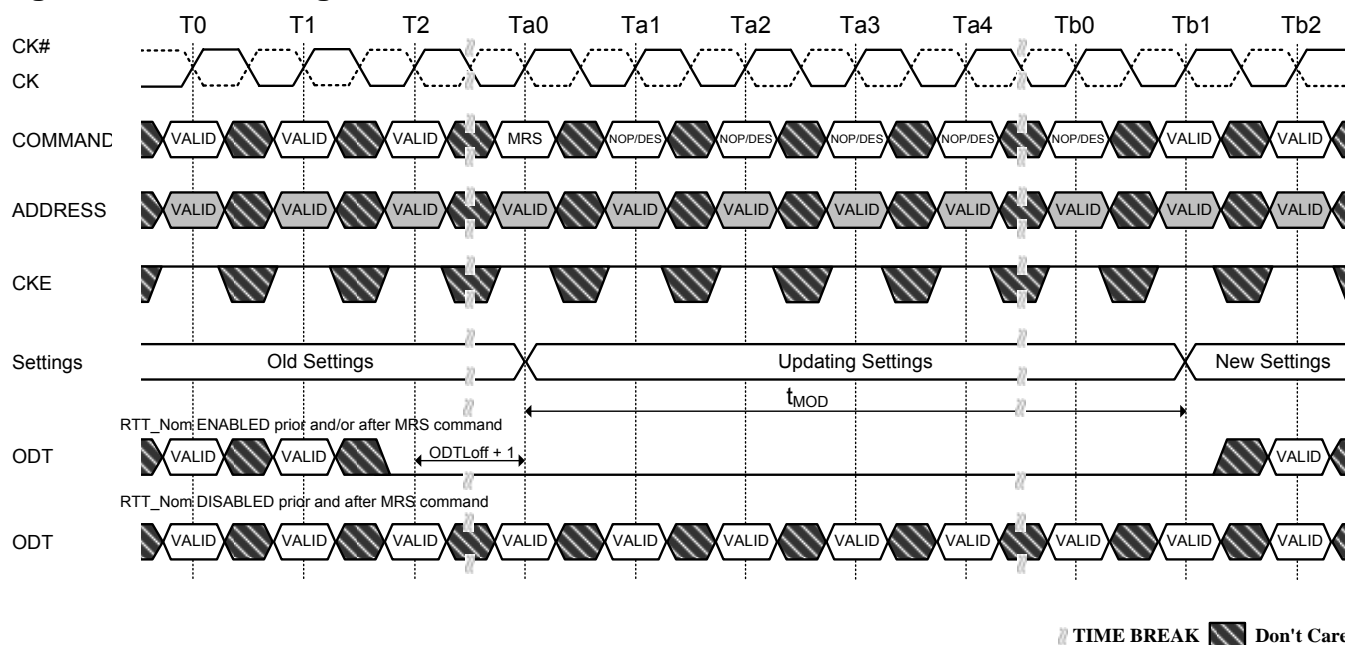 T0 T1 T2 Ta0 Ta1 Ta2 Ta3 Ta4 Tb0 Tb1 Tb2
CK#
CK
COMMAND VALID VALID VALID MRS NOP/DES NOP/DES NOP/DES NOP/DES NOP/DES VALID VALID
ADDRESS VALID VALID VALID VALID VALID VALID VALID VALID VALID VALID VALID
CKE
Settings Old Settings Updating Settings New Settings
tMOD
RTT_Nom ENABLED prior and/or after MRS command
ODT VALID VALID ODTLoff + 1 VALID
RTT_Nom DISABLED prior and after MRS command
ODT VALID VALID VALID VALID VALID VALID VALID VALID VALID VALID VALID
TIME BREAK Don't Care